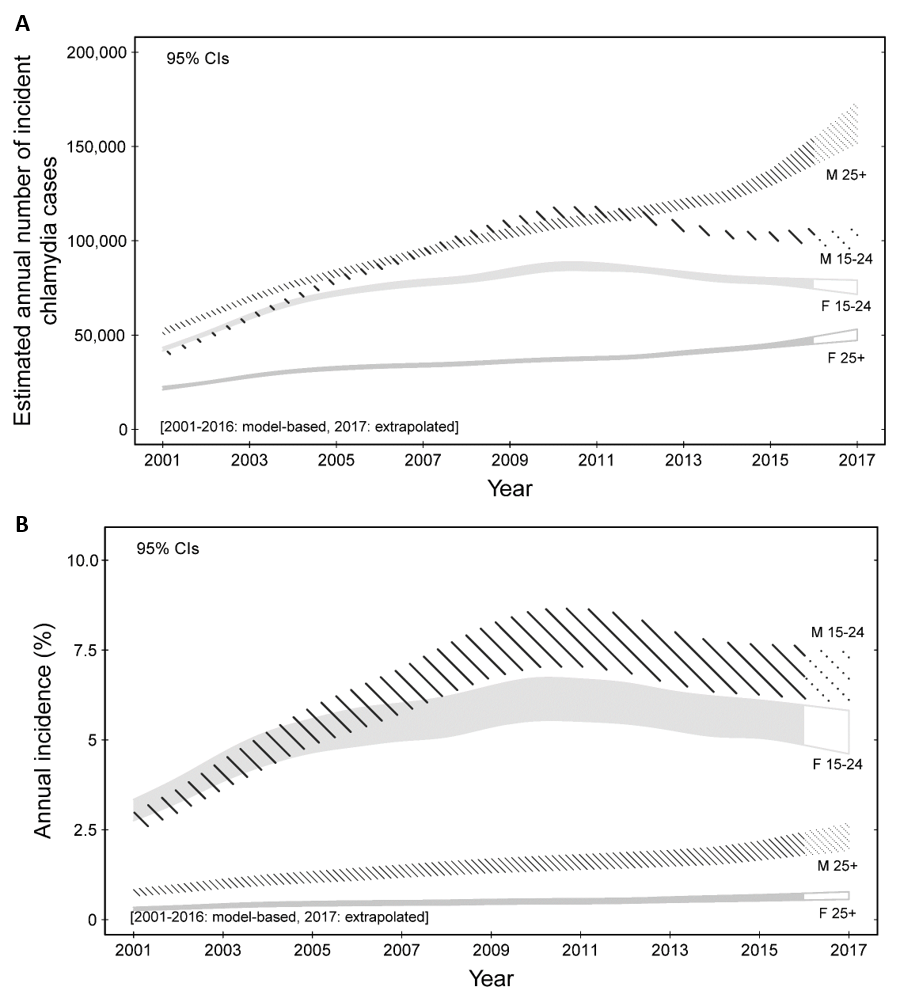 A
Estimated annual number of incident
chlamydia cases
95% CIs
200,000
150,000
100,000
50,000
0
M 25+
M 15-24
F 15-24
F 25+
[2001-2016: model-based, 2017: extrapolated]
2001 2003 2005 2007 2009 2011 2013 2015 2017
Year
B
Annual incidence (%)
95% CIs
10.0
7.5
5
2.5
0
M 15-24
F 15-24
M 25+
F 25+
[2001-2016: model-based, 2017: extrapolated]
2001 2003 2005 2007 2009 2011 2013 2015 2017
Year